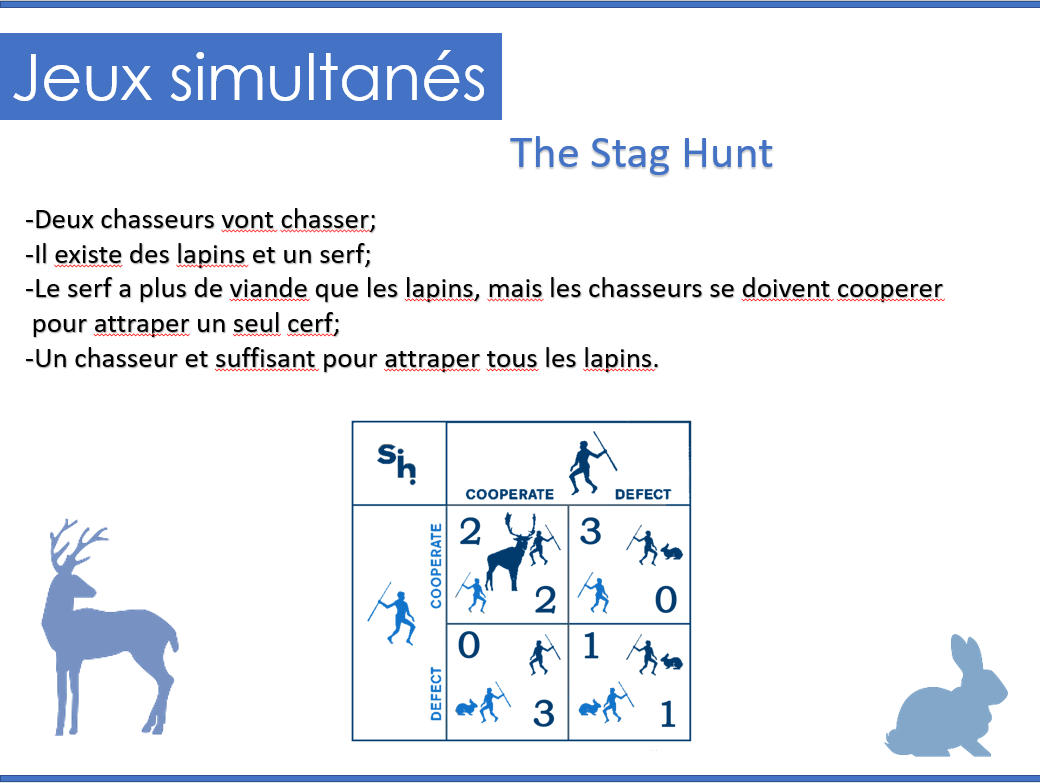 Jeux simultanés
The Stag Hunt
-Deux chasseurs vont chasser;
-Il existe des lapins et un serf;
-Le serf a plus de viande que les lapins, mais les chasseurs se doivent cooperer
pour attraper un seul cerf;
-Un chasseur et suffisant pour attraper tous les lapins.
sih.
COOPERATE DEFECT
COOPERATE
2 3
2 0
DEFECT
0 1
3 1